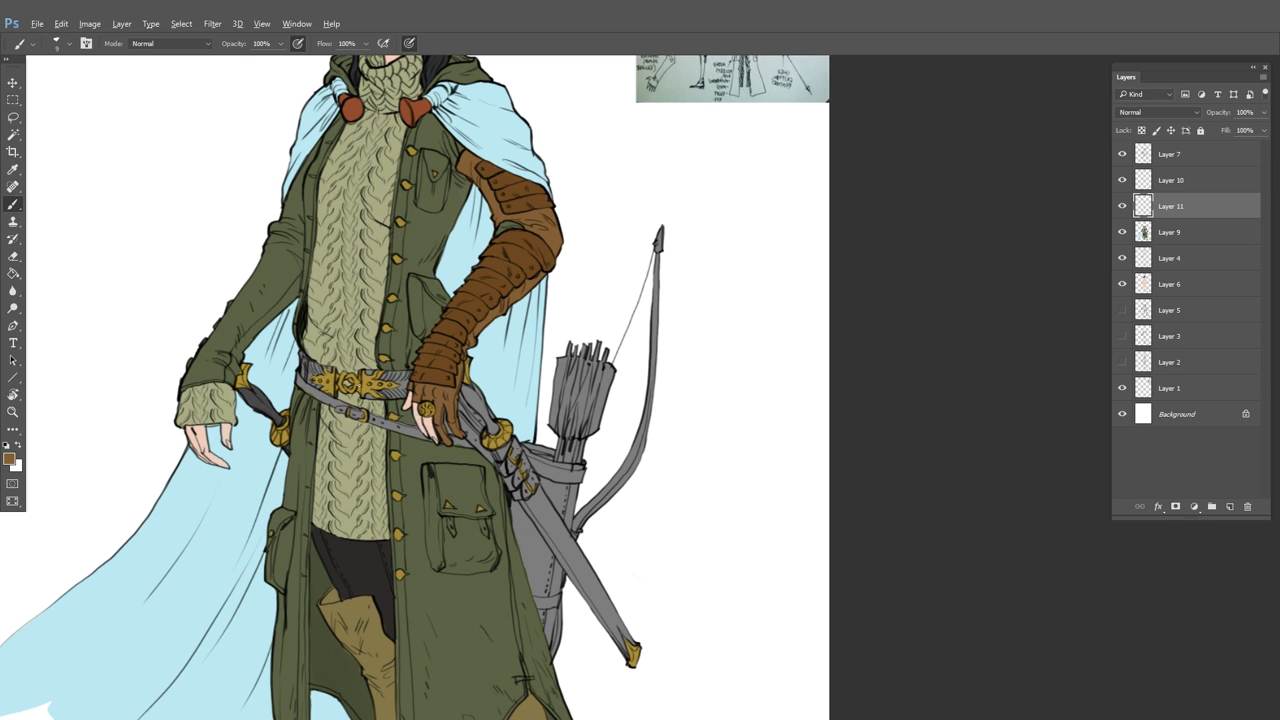 Ps File Edit Image Layer Type Select Filter 3D View Window Help
9 Mode: Normal Opacity: 100% Flow: 100%
Layers
Kind
Normal Opacity: 100%
Lock: Fill: 100%
Layer 7
Layer 10
Layer 11
Layer 9
Layer 4
Layer 6
Layer 5
Layer 3
Layer 2
Layer 1
Background
fx